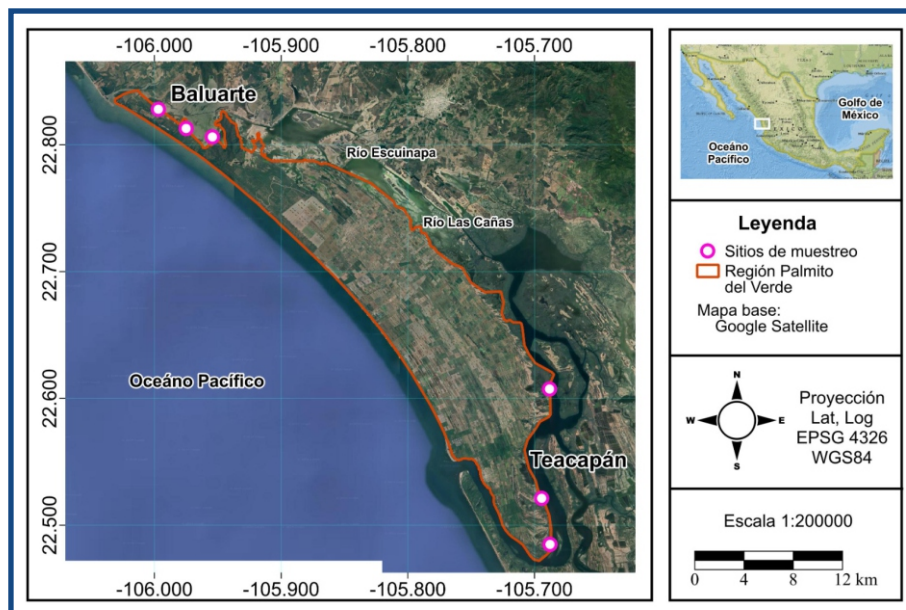 -106.000 -105.900 -105.800 -105.700
Baluarte
Río Escuinapa
Río Las Cañas
Oceáno Pacífico
Teacapán
22.800
22.700
22.600
22.500
-106.000 -105.900 -105.800 -105.700
Golfo de
México
Oceáno
Pacífico
Leyenda
Sitios de muestreo
Región Palmito
del Verde
Mapa base:
Google Satellite
N
W E
S
Proyección
Lat, Log
EPSG 4326
WGS84
Escala 1:200000
0 4 8 12 km